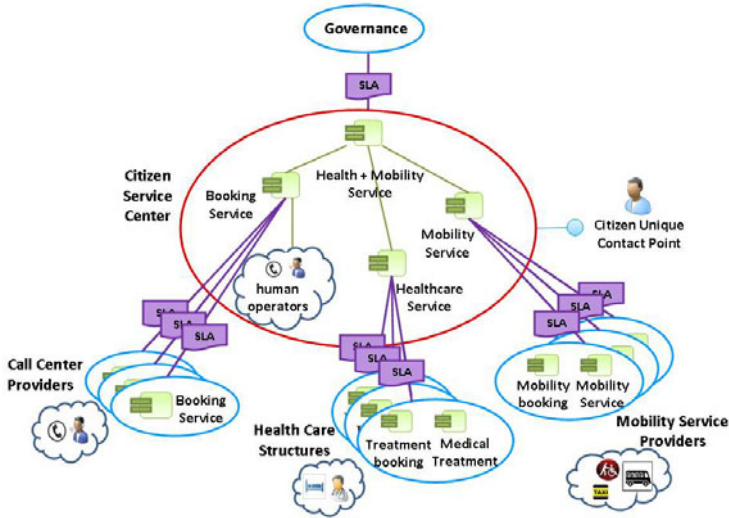 Governance
SLA
Citizen
Service
Center
Booking
Service
Health + Mobility
Service
Mobility
Service
Citizen Unique
Contact Point
human
operators
Healthcare
Service
SLA
SLA
SLA
SLA
SLA
SLA
SLA
SLA
SLA
Call Center
Providers
Booking
Service
Health Care
Structures
Treatment
booking
Medical
Treatment
Mobility
booking
Mobility
Service
Mobility Service
Providers
TAXI